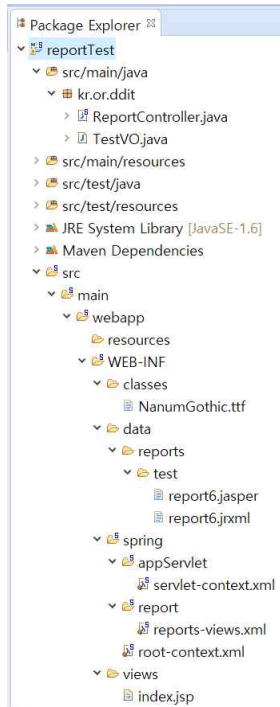 Package Explorer
reportTest
src/main/java
kr.or.ddit
ReportController.java
TestVO.java
src/main/resources
src/test/java
src/test/resources
JRE System Library [JavaSE-1.6]
Maven Dependencies
src
main
webapp
resources
WEB-INF
classes
NanumGothic.ttf
data
reports
test
report6.jasper
report6.jrxml
spring
appServlet
servlet-context.xml
report
reports-views.xml
root-context.xml
views
index.jsp